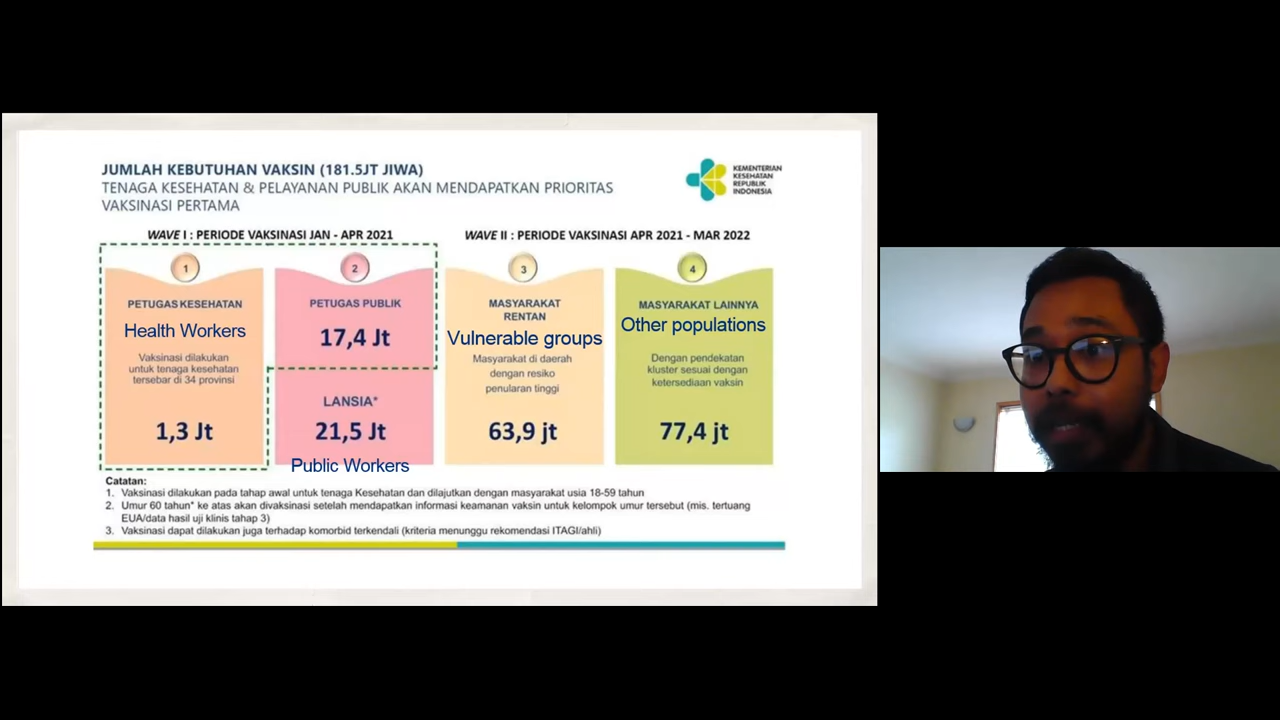 JUMLAH KEBUTUHAN VAKSIN (181.5JT JIWA)
TENAGA KESEHATAN & PELAYANAN PUBLIK AKAN MENDAPATKAN PRIORITAS
VAKSINASI PERTAMA
KEMENTERIAN
KESEHATAN
REPUBLIK
INDONESIA
WAVE I : PERIODE VAKSINASI JAN - APR 2021
WAVE II : PERIODE VAKSINASI APR 2021 - MAR 2022
1
PETUGAS KESEHATAN
Health Workers
Vaksinasi dilakukan
untuk tenaga kesehatan
tersebar di 34 provinsi
1,3 Jt
2
PETUGAS PUBLIK
17,4 Jt
LANSIA*
21,5 Jt
Public Workers
3
MASYARAKAT
RENTAN
Vulnerable groups
Masyarakat di daerah
dengan resiko
penularan tinggi
63,9 jt
4
MASYARAKAT LAINNYA
Other populations
Dengan pendekatan
kluster sesuai dengan
ketersediaan vaksin
77,4 jt
Catatan:
1. Vaksinasi dilakukan pada tahap awal untuk tenaga Kesehatan dan dilajutkan dengan masyarakat usia 18-59 tahun
2. Umur 60 tahun* ke atas akan divaksinasi setelah mendapatkan informasi keamanan vaksin untuk kelompok umur tersebut (mis. tertuang
EUA/data hasil uji klinis tahap 3)
3. Vaksinasi dapat dilakukan juga terhadap komorbid terkendali (kriteria menunggu rekomendasi ITAGI/ahli)